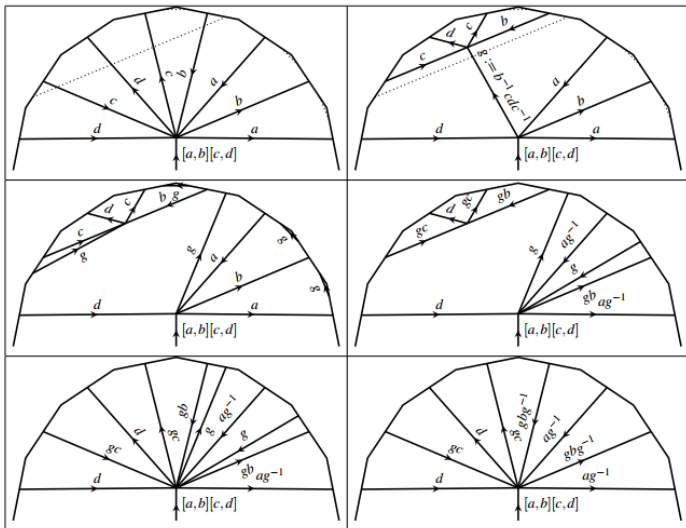 c
d
c
b
a
b
d
a
[a, b][c, d]
c
d
c
b
g := b⁻¹cdc⁻¹
a
b
d
a
[a, b][c, d]
d
c
b
g
c
g
g
a
g
b
g
d
a
[a, b][c, d]
gc
d
gc
gb
g
ag⁻¹
g
gb
d
ag⁻¹
[a, b][c, d]
gc
d
gc
gb
g
ag⁻¹
g
gb
d
ag⁻¹
[a, b][c, d]
gc
d
gc
gbg⁻¹
ag⁻¹
gbg⁻¹
d
ag⁻¹
[a, b][c, d]